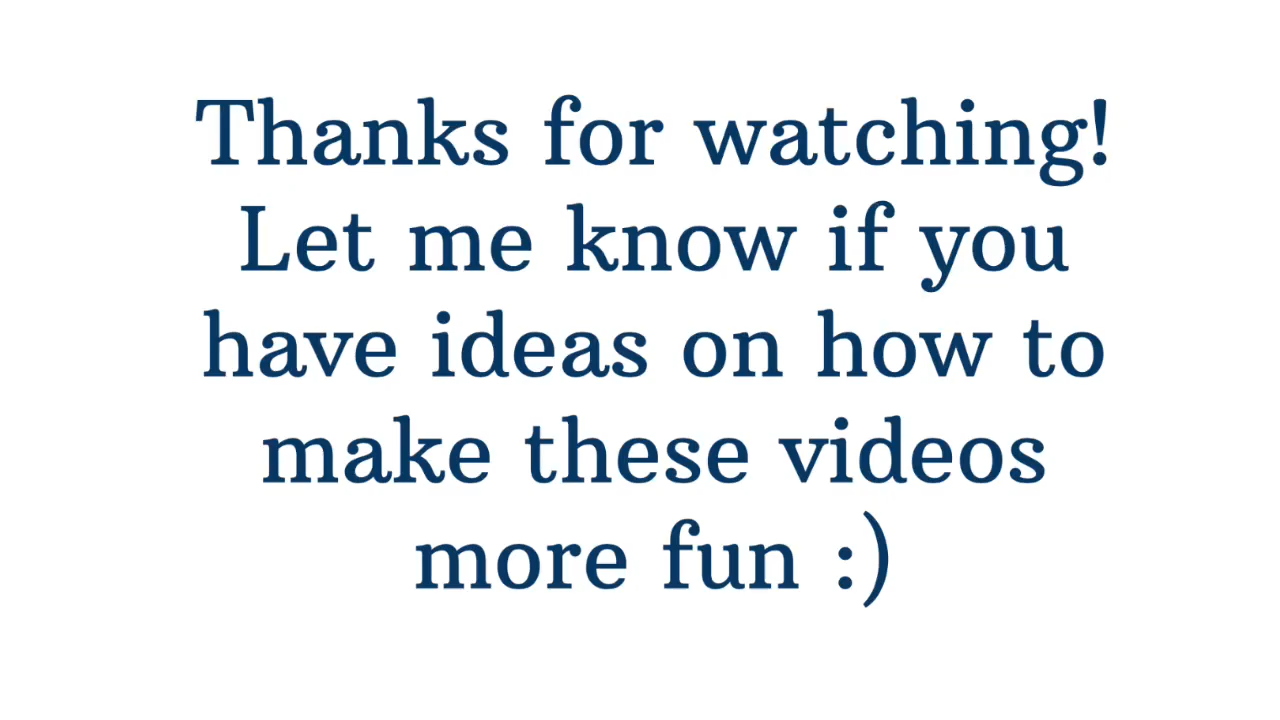 Thanks for watching!
Let me know if you
have ideas on how to
make these videos
more fun :)